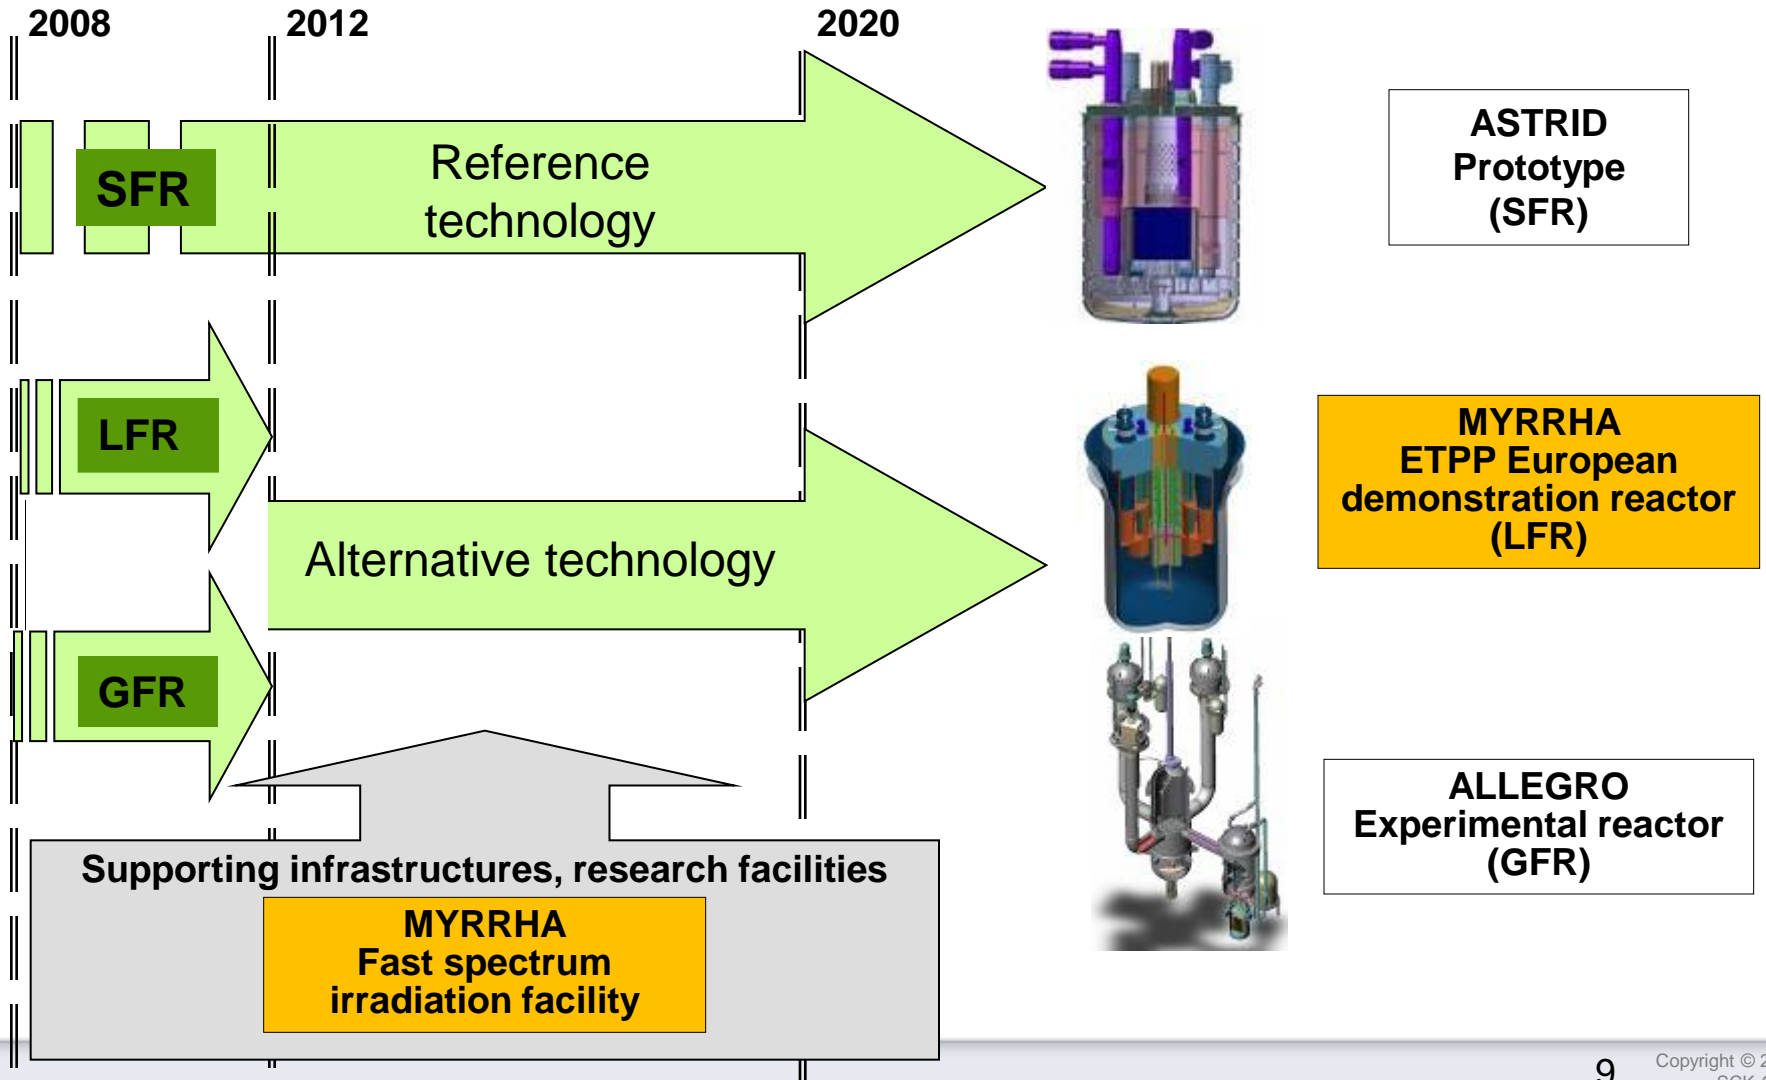 2008
2012
2020
SFR
Reference
technology
ASTRID
Prototype
(SFR)
LFR
MYRRHA
ETPP European
demonstration reactor
(LFR)
Alternative technology
GFR
ALLEGRO
Experimental reactor
(GFR)
Supporting infrastructures, research facilities
MYRRHA
Fast spectrum
irradiation facility
9
Copyright ©